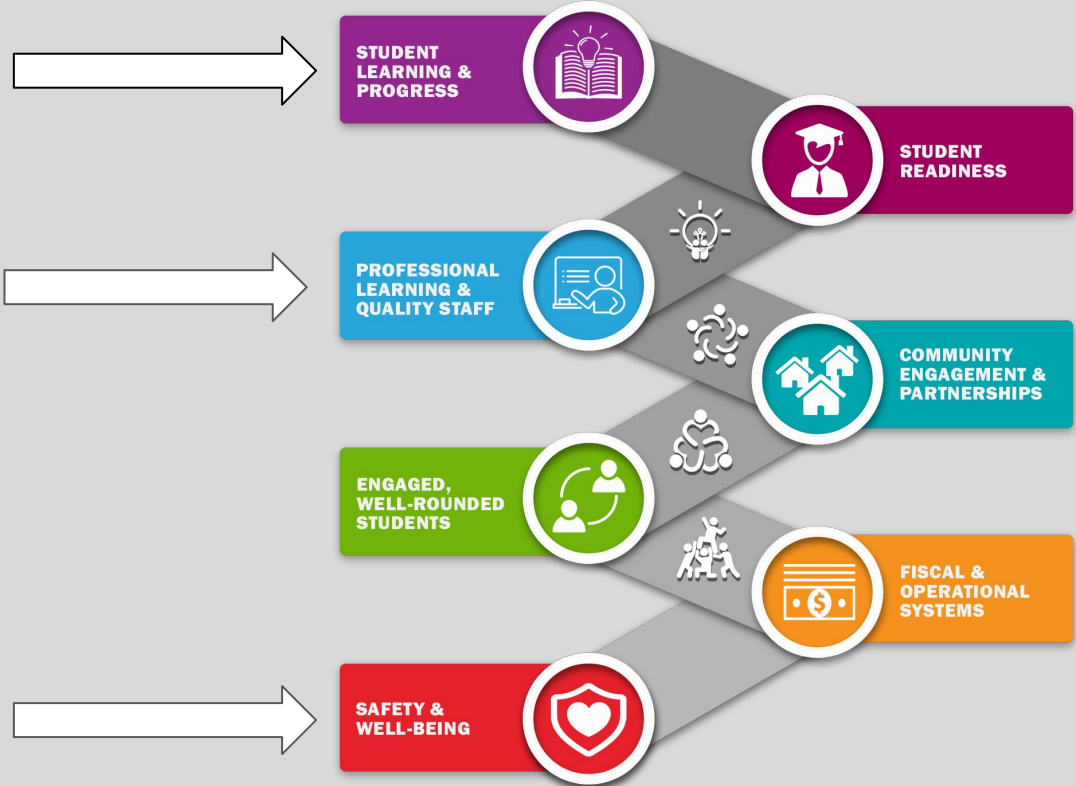 STUDENT
LEARNING &
PROGRESS
STUDENT
READINESS
PROFESSIONAL
LEARNING &
QUALITY STAFF
COMMUNITY
ENGAGEMENT &
PARTNERSHIPS
ENGAGED,
WELL-ROUNDED
STUDENTS
FISCAL &
OPERATIONAL
SYSTEMS
$
SAFETY &
WELL-BEING